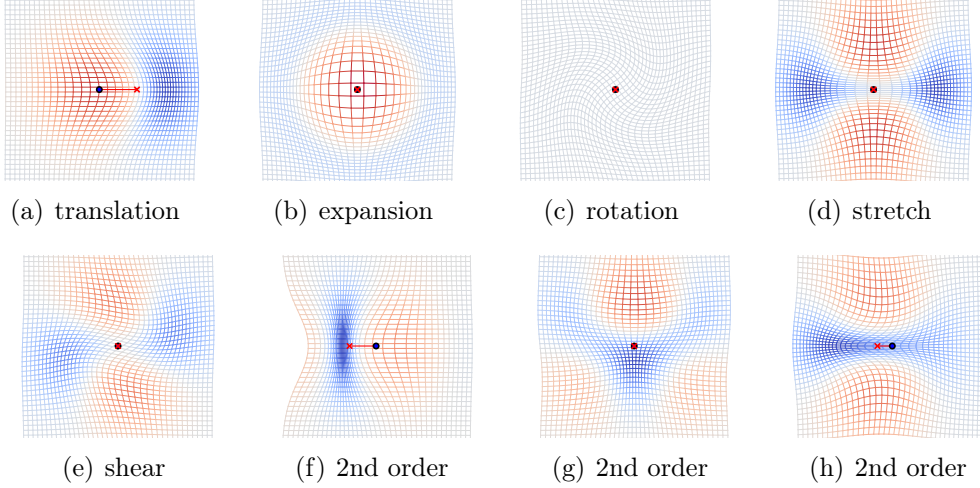 (a) translation
(b) expansion
(c) rotation
(d) stretch
(e) shear
(f) 2nd order
(g) 2nd order
(h) 2nd order